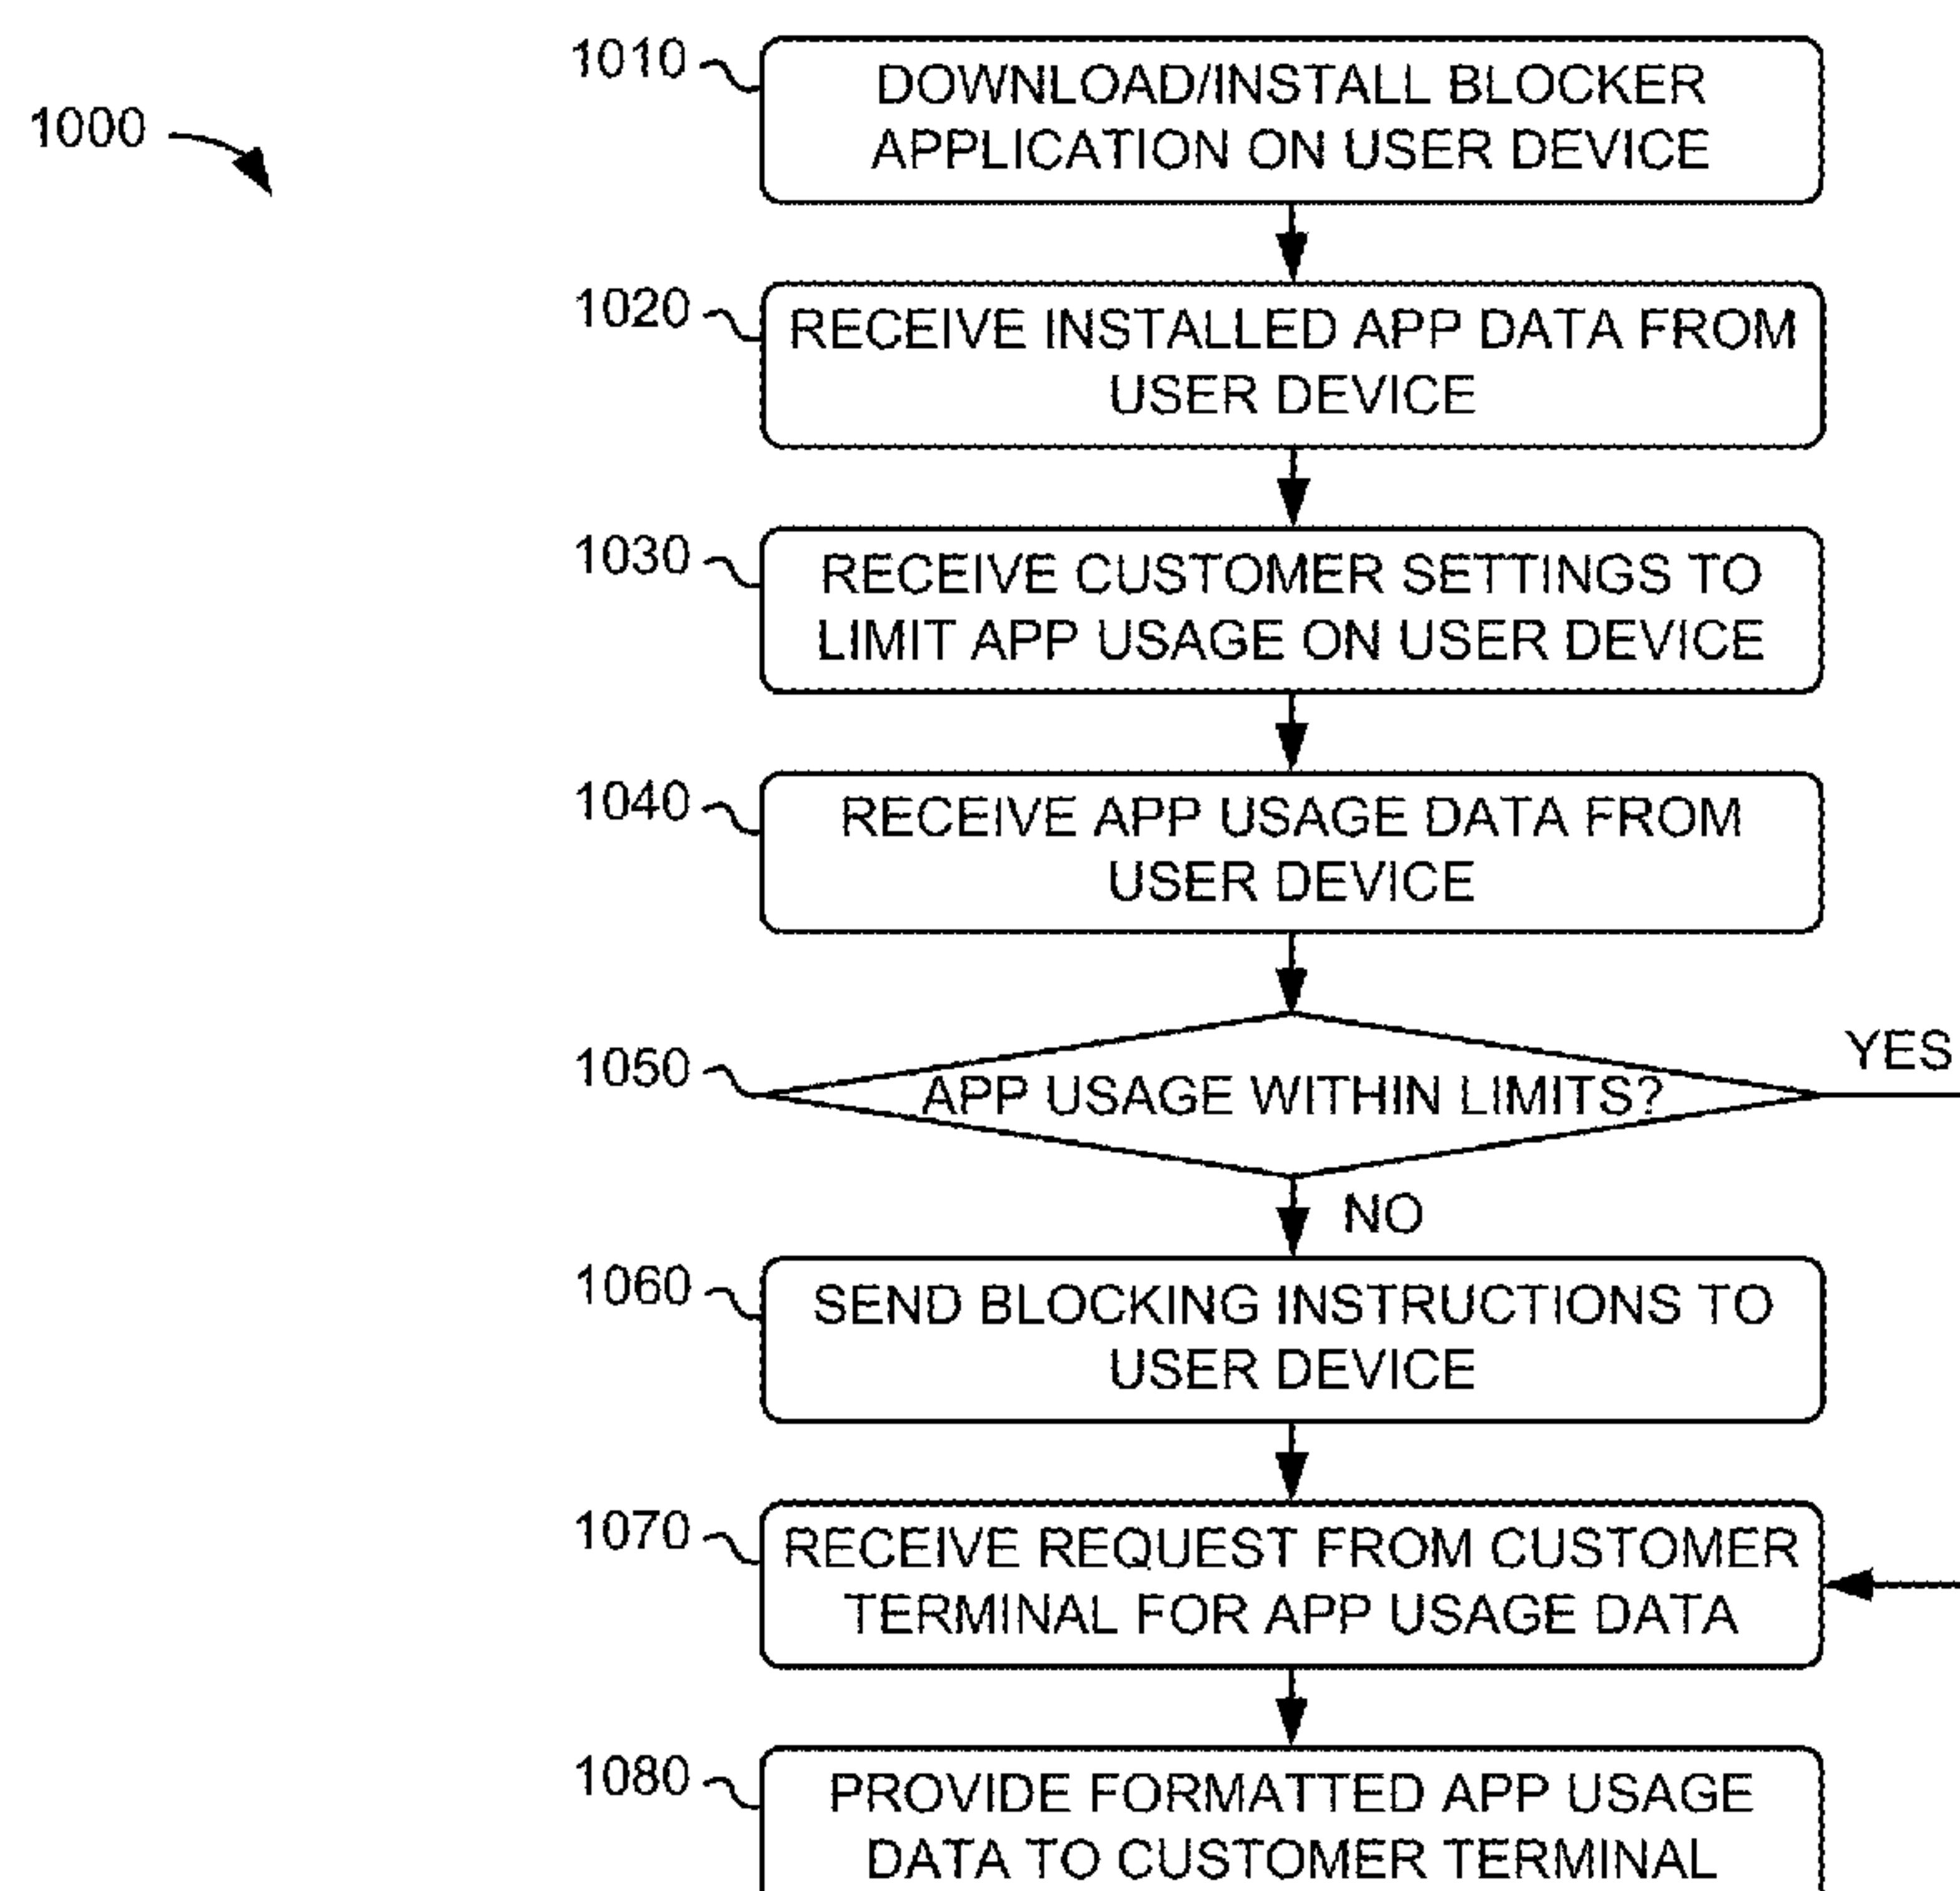 1000
1010
DOWNLOAD/INSTALL BLOCKER
APPLICATION ON USER DEVICE
1020
RECEIVE INSTALLED APP DATA FROM
USER DEVICE
1030
RECEIVE CUSTOMER SETTINGS TO
LIMIT APP USAGE ON USER DEVICE
1040
RECEIVE APP USAGE DATA FROM
USER DEVICE
1050
APP USAGE WITHIN LIMITS?
YES
NO
1060
SEND BLOCKING INSTRUCTIONS TO
USER DEVICE
1070
RECEIVE REQUEST FROM CUSTOMER
TERMINAL FOR APP USAGE DATA
1080
PROVIDE FORMATTED APP USAGE
DATA TO CUSTOMER TERMINAL